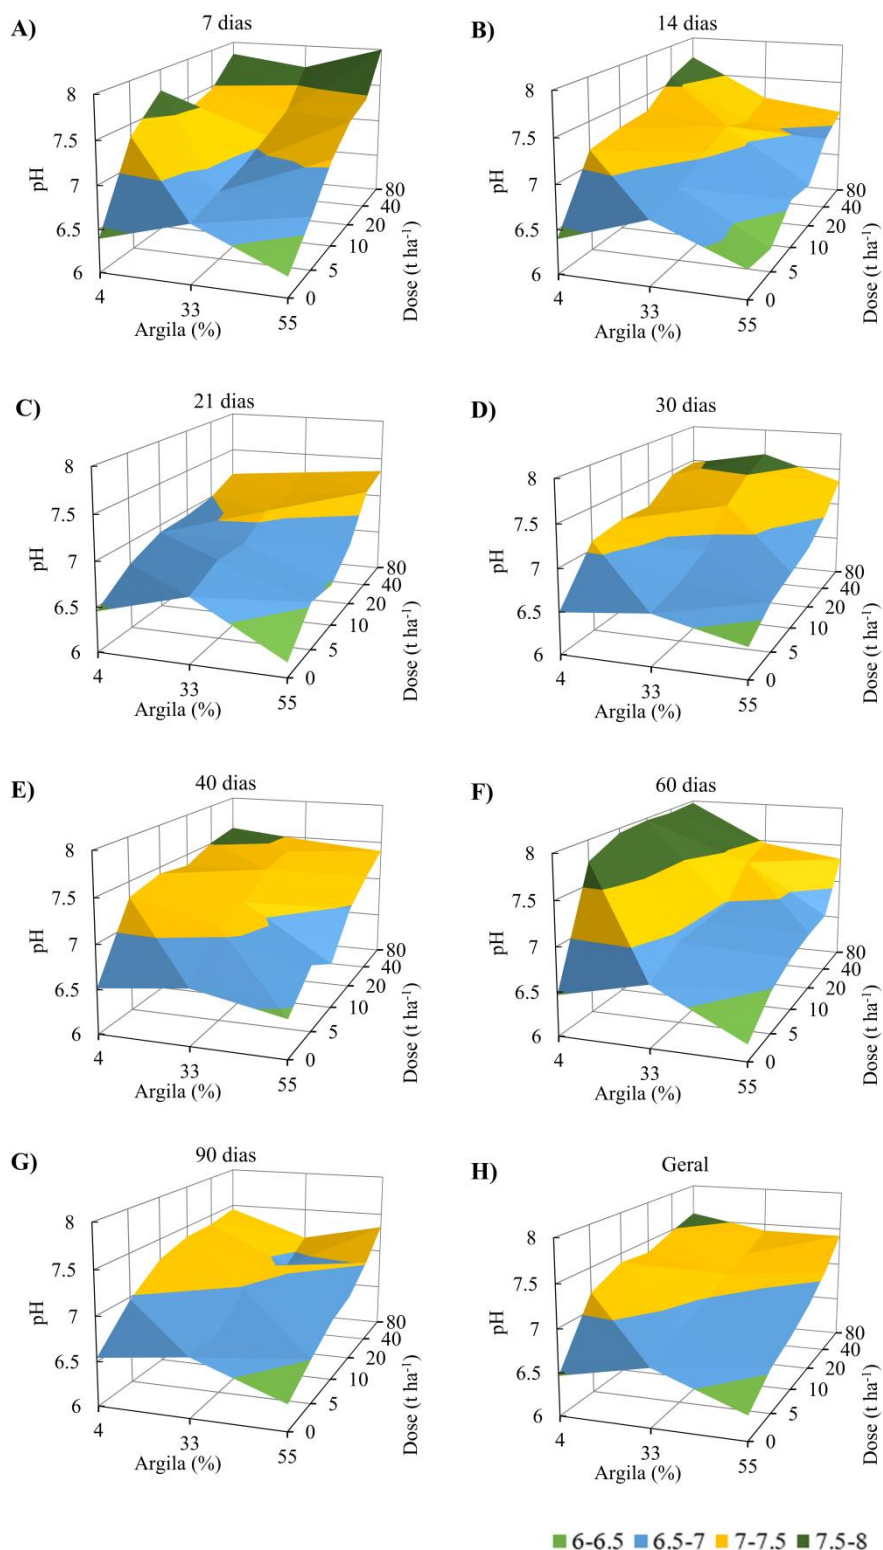 A)
7 dias
8
7.5
7
6.5
6
pH
4
33
55
Argila (%)
0
5
10
20
40
80
Dose (t ha⁻¹)
B)
14 dias
8
7.5
7
6.5
6
pH
4
33
55
Argila (%)
0
5
10
20
40
80
Dose (t ha⁻¹)
C)
21 dias
8
7.5
7
6.5
6
pH
4
33
55
Argila (%)
0
5
10
20
40
80
Dose (t ha⁻¹)
D)
30 dias
8
7.5
7
6.5
6
pH
4
33
55
Argila (%)
0
5
10
20
40
80
Dose (t ha⁻¹)
E)
40 dias
8
7.5
7
6.5
6
pH
4
33
55
Argila (%)
0
5
10
20
40
80
Dose (t ha⁻¹)
F)
60 dias
8
7.5
7
6.5
6
pH
4
33
55
Argila (%)
0
5
10
20
40
80
Dose (t ha⁻¹)
G)
90 dias
8
7.5
7
6.5
6
pH
4
33
55
Argila (%)
0
5
10
20
40
80
Dose (t ha⁻¹)
H)
Geral
8
7.5
7
6.5
6
pH
4
33
55
Argila (%)
0
5
10
20
40
80
Dose (t ha⁻¹)
6-6.5 6.5-7 7-7.5 7.5-8